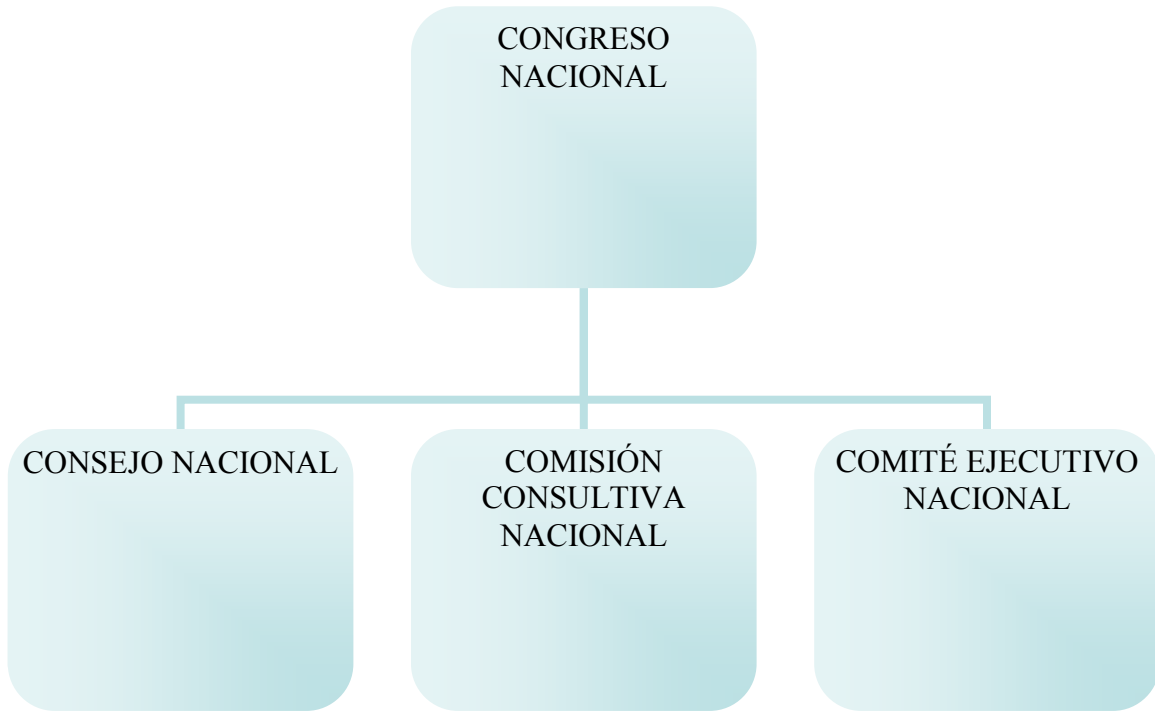 CONGRESO
NACIONAL
CONSEJO NACIONAL
COMISIÓN
CONSULTIVA
NACIONAL
COMITÉ EJECUTIVO
NACIONAL